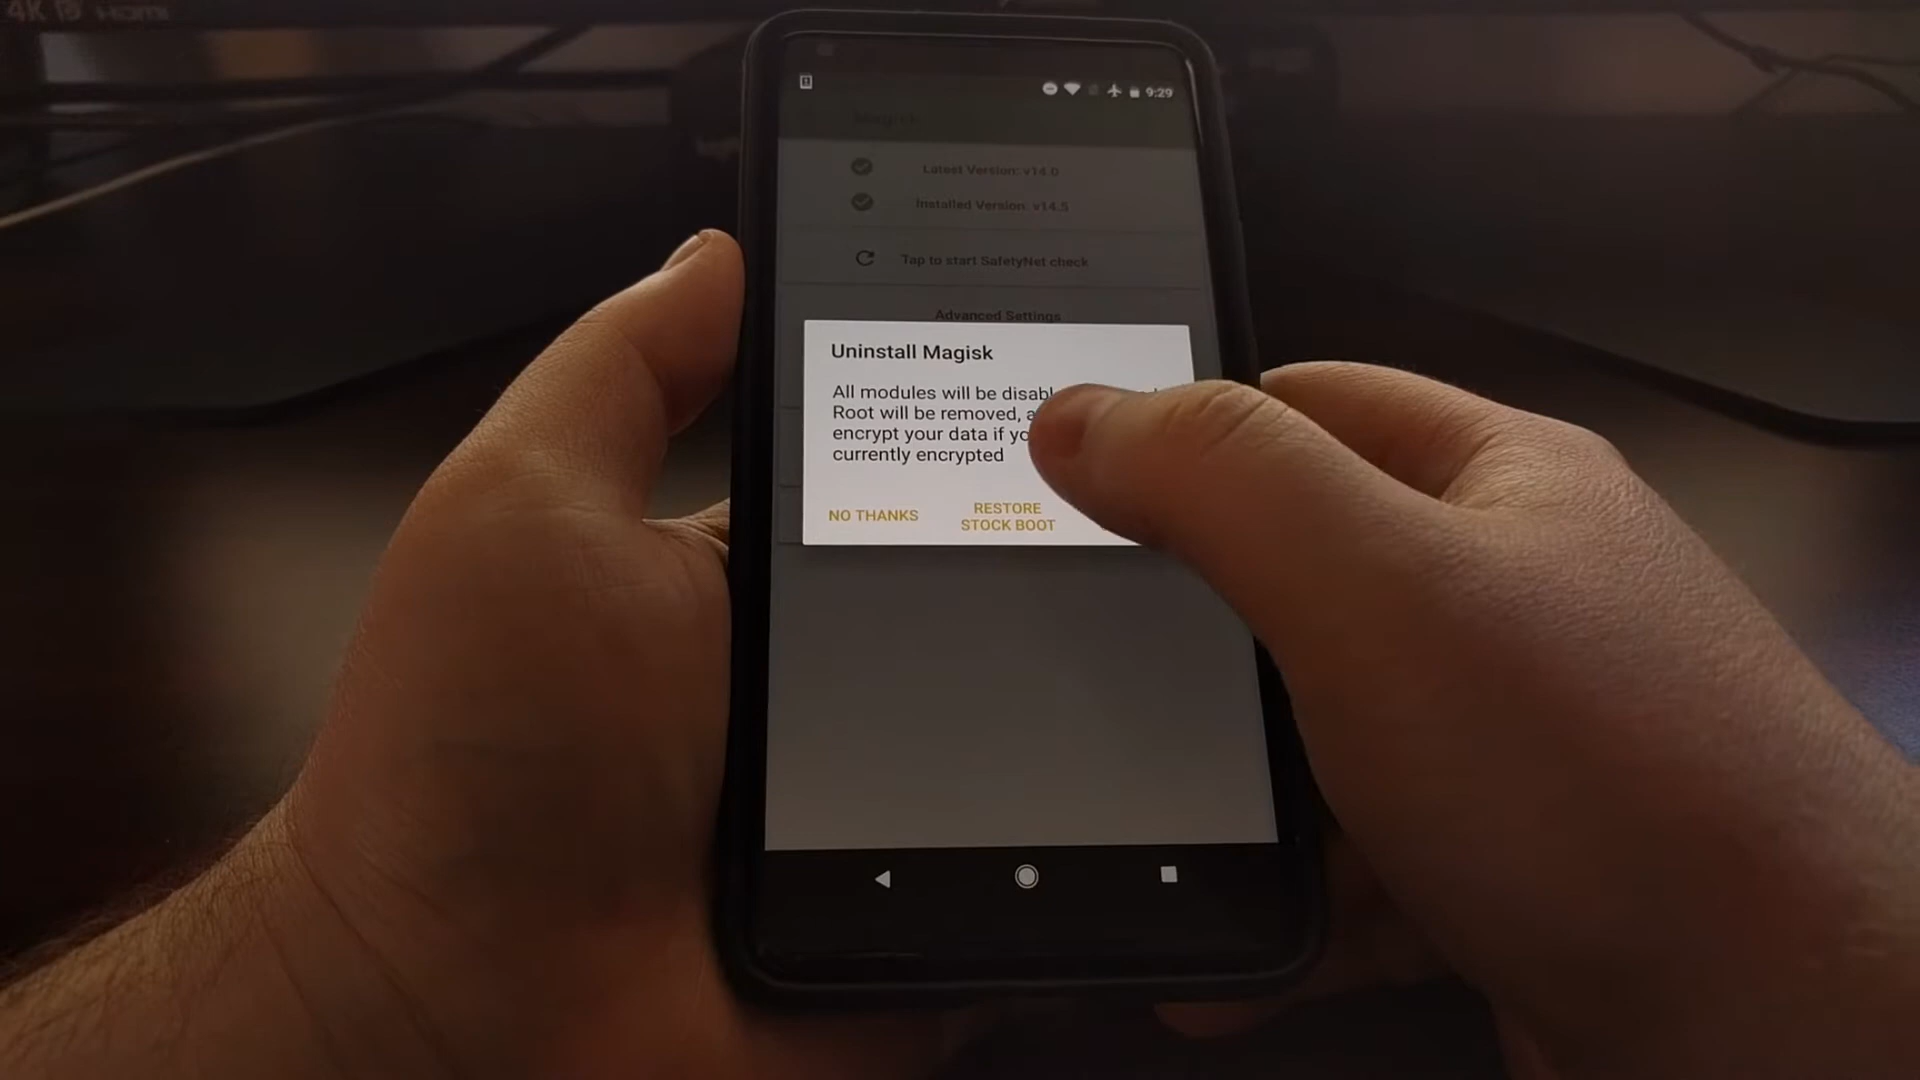 4K
9:29
Magisk
Latest Version: v14.0
Installed Version: v14.5
Tap to start SafetyNet check
Advanced Settings
Uninstall Magisk
All modules will be
Root will be removed,
encrypt your data if
currently encrypted
NO THANKS
RESTORE
STOCK BOOT